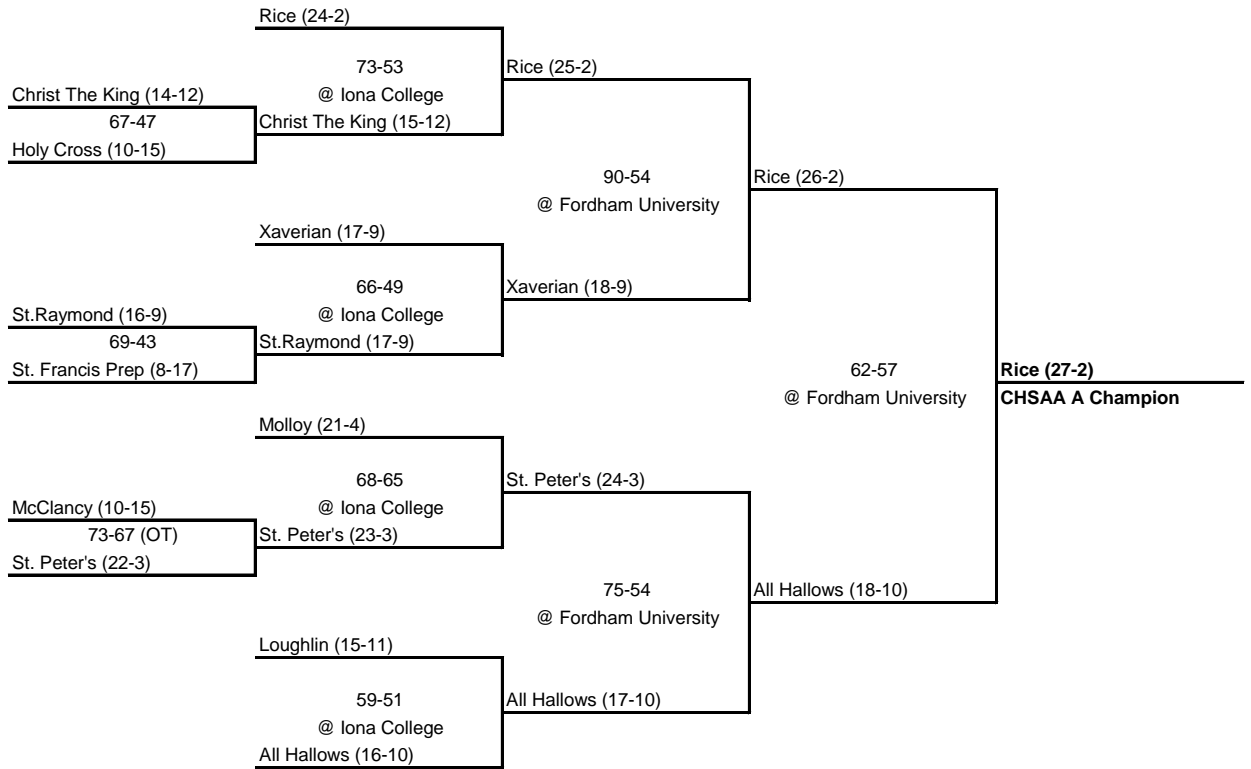 Rice (24-2)
73-53
Rice (25-2)
@ Iona College
Christ The King (14-12)
67-47
Christ The King (15-12)
Holy Cross (10-15)
90-54
Rice (26-2)
@ Fordham University
Xaverian (17-9)
66-49
Xaverian (18-9)
@ Iona College
St.Raymond (16-9)
69-43
St.Raymond (17-9)
St. Francis Prep (8-17)
62-57
Rice (27-2)
@ Fordham University
CHSAA A Champion
Molloy (21-4)
68-65
St. Peter's (24-3)
@ Iona College
McClancy (10-15)
73-67 (OT)
St. Peter's (23-3)
St. Peter's (22-3)
75-54
All Hallows (18-10)
@ Fordham University
Loughlin (15-11)
59-51
All Hallows (17-10)
@ Iona College
All Hallows (16-10)